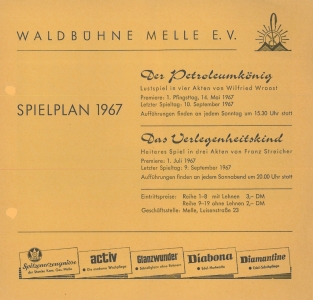 WALDBÜHNE MELLE E.V.
SPIELPLAN 1967
Der Petroleumkönig
Lustspiel in vier Akten von Wilfried Wroost
Premiere: 1. Pfingsttag, 14. Mai 1967
Letzter Spieltag: 10. September 1967
Aufführungen finden an jedem Sonntag um 15.30 Uhr statt
Das Verlegenheitskind
Heiteres Spiel in drei Akten von Franz Streicher
Premiere: 1. Juli 1967
Letzter Spieltag: 9. September 1967
Aufführungen finden an jedem Sonnabend um 20.00 Uhr statt
Eintrittspreise: Reihe 1-8 mit Lehnen 3,- DM
Reihe 9-19 ohne Lehnen 2,- DM
Geschäftsstelle: Melle, Luisenstraße 22
Spitzenerzeugnisse
activ
Glanzwunder
Diabona
Diamantine